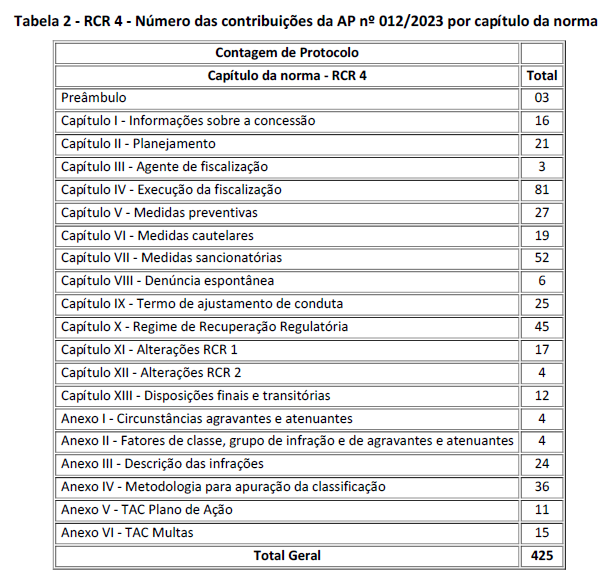 Tabela 2 - RCR 4 - Número das contribuições da AP nº 012/2023 por capítulo da norma
Contagem de Protocolo
Capítulo da norma - RCR 4 Total
Preâmbulo 03
Capítulo I - Informações sobre a concessão 16
Capítulo II - Planejamento 21
Capítulo III - Agente de fiscalização 3
Capítulo IV - Execução da fiscalização 81
Capítulo V - Medidas preventivas 27
Capítulo VI - Medidas cautelares 19
Capítulo VII - Medidas sancionatórias 52
Capítulo VIII - Denúncia espontânea 6
Capítulo IX - Termo de ajustamento de conduta 25
Capítulo X - Regime de Recuperação Regulatória 45
Capítulo XI - Alterações RCR 1 17
Capítulo XII - Alterações RCR 2 4
Capítulo XIII - Disposições finais e transitórias 12
Anexo I - Circunstâncias agravantes e atenuantes 4
Anexo II - Fatores de classe, grupo de infração e de agravantes e atenuantes 4
Anexo III - Descrição das infrações 24
Anexo IV - Metodologia para apuração da classificação 36
Anexo V - TAC Plano de Ação 11
Anexo VI - TAC Multas 15
Total Geral 425